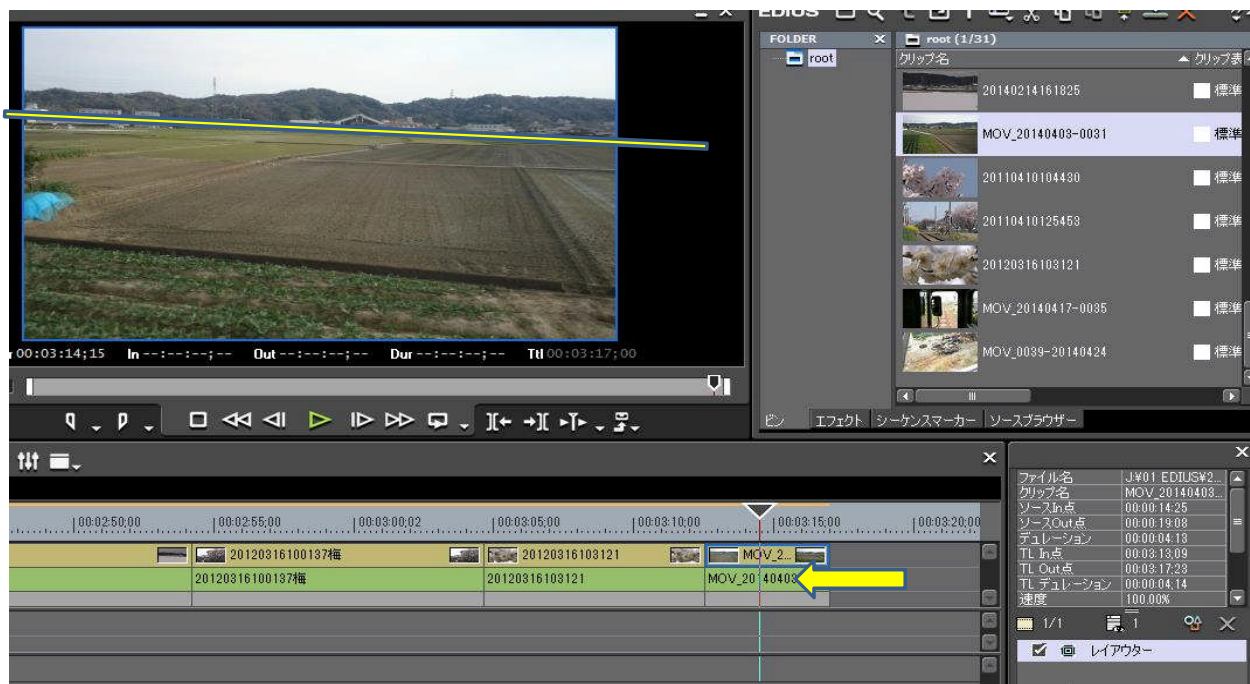 EDIUS
FOLDER
root
root (1/31)
クリップ名
クリップ表
20140214161825
標準
MOV_20140403-0031
標準
20110410104430
標準
20110410125453
標準
20120316103121
標準
MOV_20140417-0035
標準
MOV_0039-20140424
標準
00:03:14;15 In --:--:--;-- Out --:--:--;-- Dur --:--:--;-- Ttl 00:03:17;00
ビン エフェクト シーケンスマーカー ソースブラウザー
00:02:50;00 00:02:55;00 00:03:00;02 00:03:05;00 00:03:10;00 00:03:15;00 00:03:20;00
20120316100137梅 20120316103121 MOV_2...
20120316100137梅 20120316103121 MOV_20140403
ファイル名 J:¥01 EDIUS¥2...
クリップ名 MOV_20140403...
ソースIn点 00:00:14:25
ソースOut点 00:00:19:08
デュレーション 00:00:04:13
TL In点 00:03:13;09
TL Out点 00:03:17;23
TL デュレーション 00:00:04;14
速度 100.00%
1/1 1
レイアウター